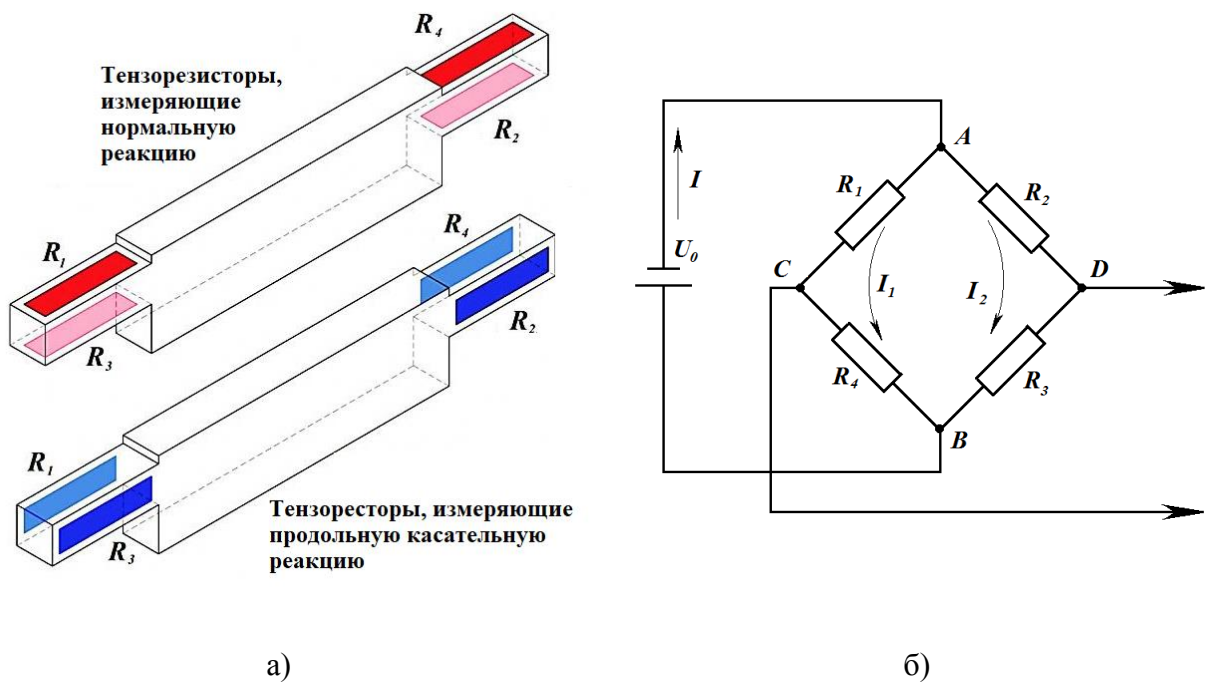 R₄
Тензорезисторы,
измеряющие
нормальную
реакцию
R₂
R₁
R₃
R₄
R₂
R₁
R₃
Тензоресторы, измеряющие
продольную касательную
реакцию
A
I
R₁
R₂
U₀
C
D
I₁
I₂
R₄
R₃
B
а)
б)